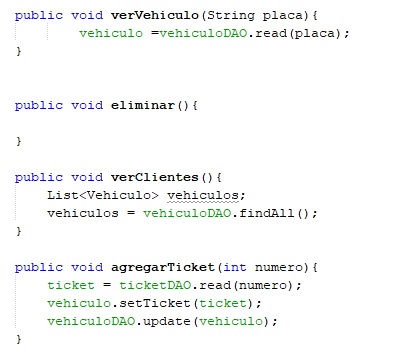 public void verVehiculo(String placa){
vehiculo =vehiculoDAO.read(placa);
}
public void eliminar(){
}
public void verClientes(){
List<Vehiculo> vehiculos;
vehiculos = vehiculoDAO.findAll();
}
public void agregarTicket(int numero){
ticket = ticketDAO.read(numero);
vehiculo.setTicket(ticket);
vehiculoDAO.update(vehiculo);
}